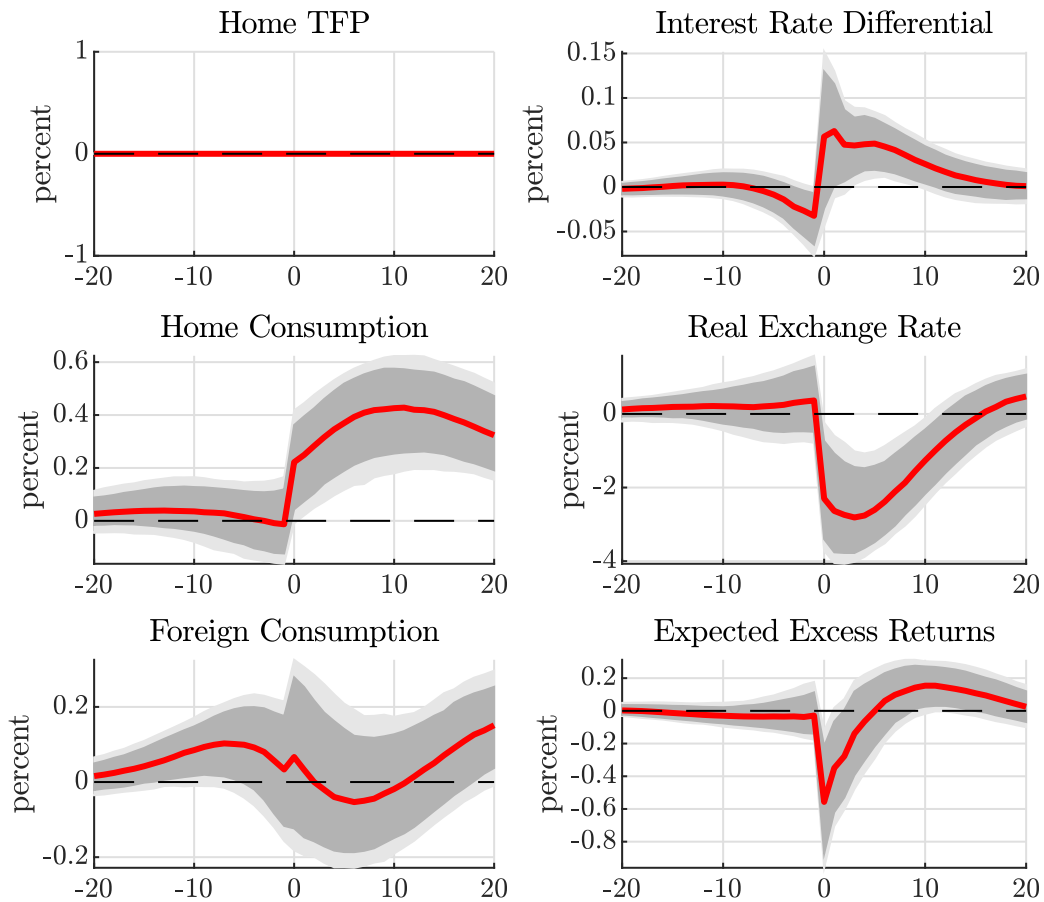 Home TFP
percent
1
0
-1
-20 -10 0 10 20
Interest Rate Differential
0.15
0.1
0.05
0
-0.05
percent
-20 -10 0 10 20
Home Consumption
0.6
0.4
0.2
0
percent
-20 -10 0 10 20
Real Exchange Rate
0
-2
-4
percent
-20 -10 0 10 20
Foreign Consumption
0.2
0
-0.2
percent
-20 -10 0 10 20
Expected Excess Returns
0.2
0
-0.2
-0.4
-0.6
-0.8
percent
-20 -10 0 10 20